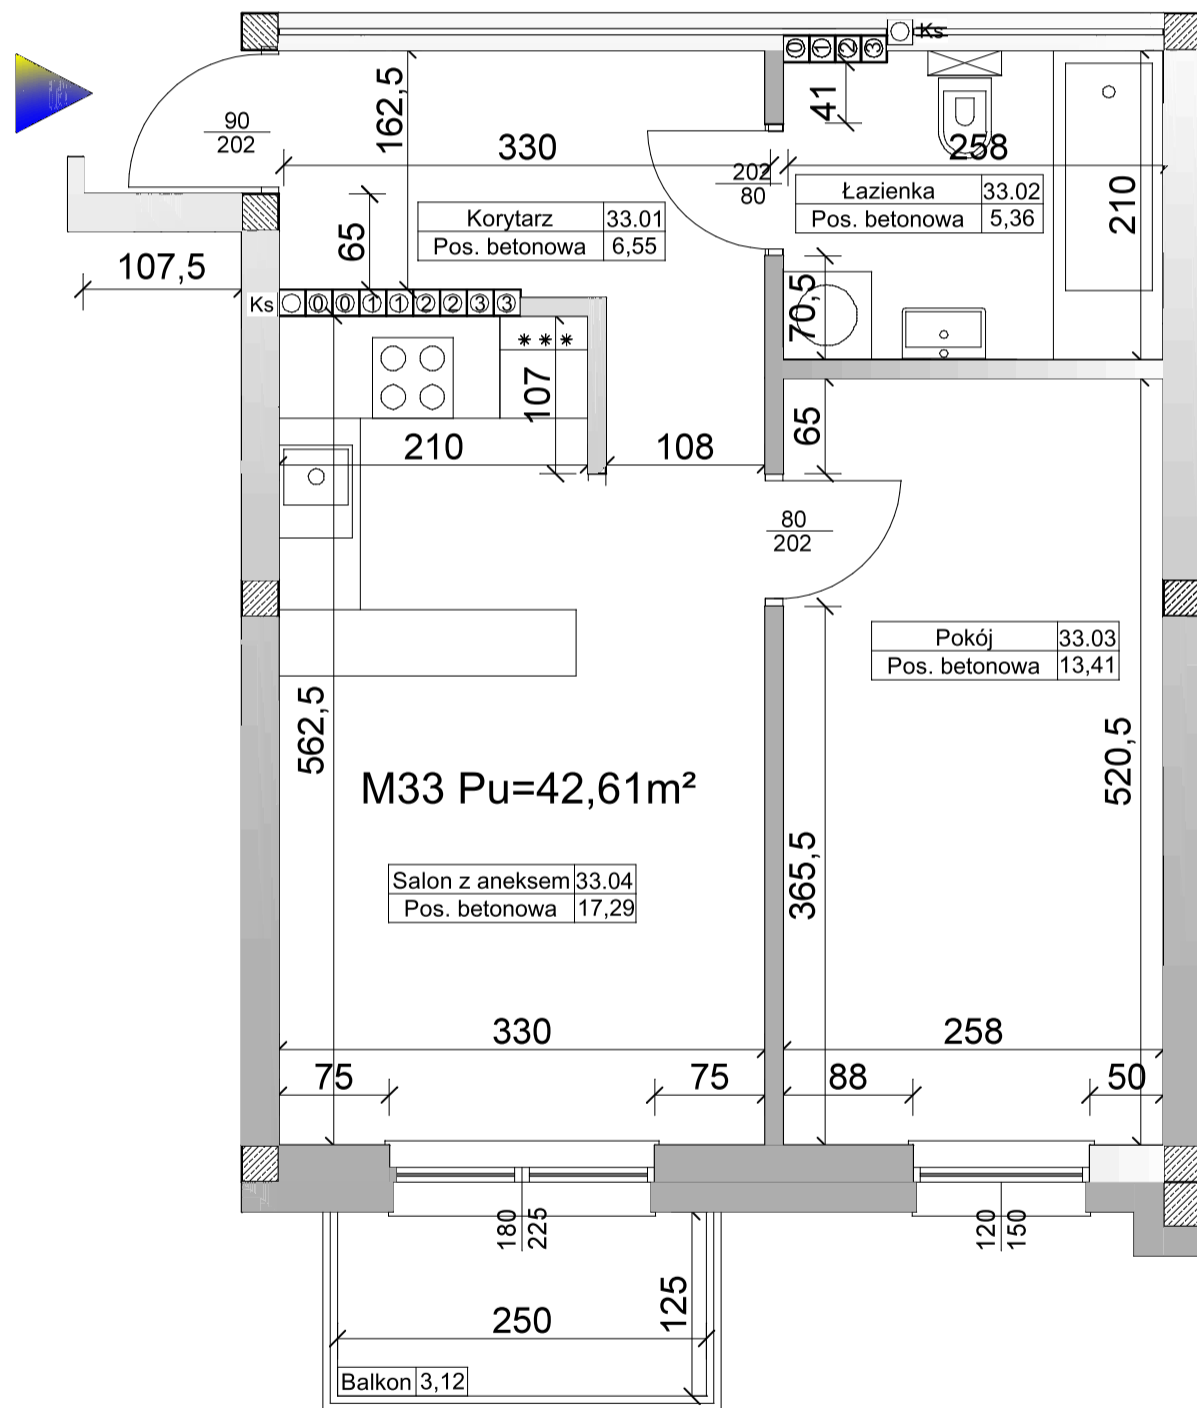 Ks
0 1 2 3
90
202
162,5
330
41
258
202
80
Łazienka 33.02
Pos. betonowa 5,36
210
Korytarz 33.01
Pos. betonowa 6,55
65
107,5
70,5
Ks 0 0 1 1 2 2 3 3
***
107
210
108
65
80
202
Pokój 33.03
Pos. betonowa 13,41
562,5
520,5
M33 Pu=42,61m²
365,5
Salon z aneksem 33.04
Pos. betonowa 17,29
330
258
75
75
88
50
180
225
120
150
125
250
Balkon 3,12